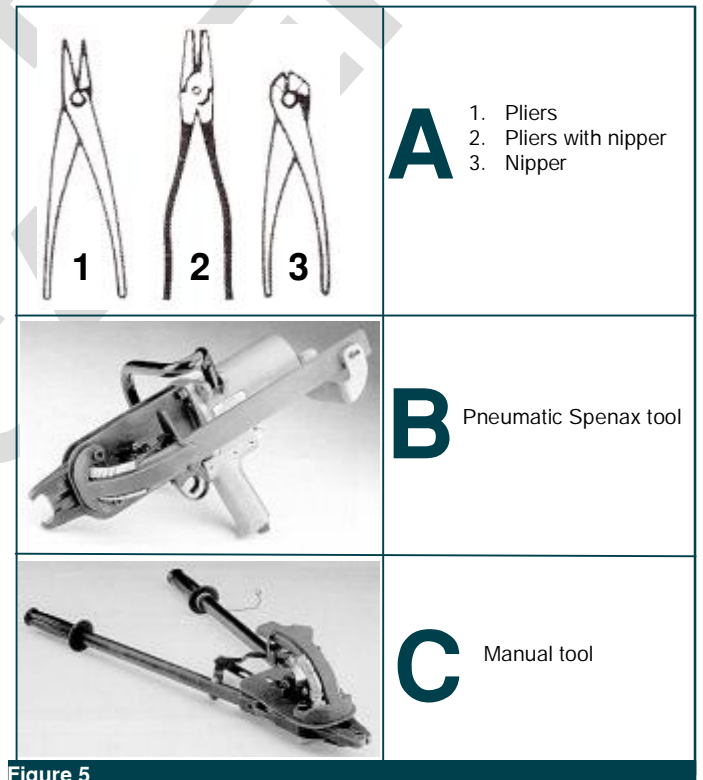 1 2 3
A
1. Pliers
2. Pliers with nipper
3. Nipper
B
Pneumatic Spenax tool
C
Manual tool
Figure 5